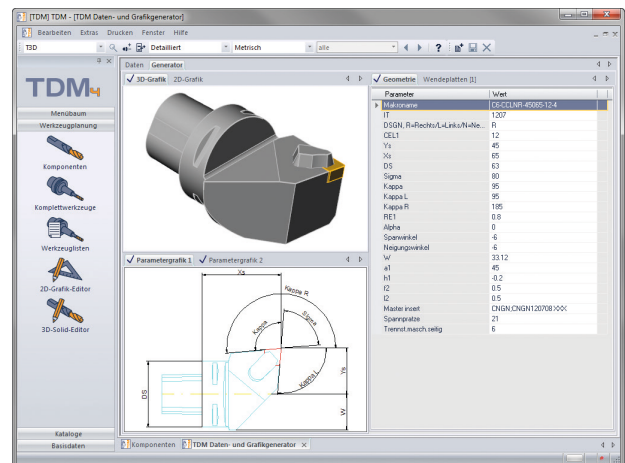 [TDM] TDM - [TDM Daten- und Grafikgenerator]
Bearbeiten Extras Drucken Fenster Hilfe
T3D Detailliert Metrisch alle
TDM4
Menübaum
Werkzeugplanung
Komponenten
Komplettwerkzeuge
Werkzeuglisten
2D-Grafik-Editor
3D-Solid-Editor
Kataloge
Basisdaten
Daten Generator
3D-Grafik 2D-Grafik
Parametergrafik 1 Parametergrafik 2
Xs
Kappa R
Kappa
Sigma
Kappa L
DS
Ys
W
Geometrie Wendeplatten [1]
Parameter Wert
Makroname C6-CCLNR-45065-12-4
IT 1207
DSGN, R=Rechts/L=Links/N=Ne... R
CEL1 12
Ys 45
Xs 65
DS 63
Sigma 80
Kappa 95
Kappa L 95
Kappa R 185
RE1 0.8
Alpha 0
Spanwinkel -6
Neigungswinkel -6
W 33.12
a1 45
h1 -0.2
f2 0.5
l2 0.5
Master insert CNGN;CNGN120708>XXX
Spannpratze 21
Trennst.masch.seitig 6
Komponenten TDM Daten- und Grafikgenerator